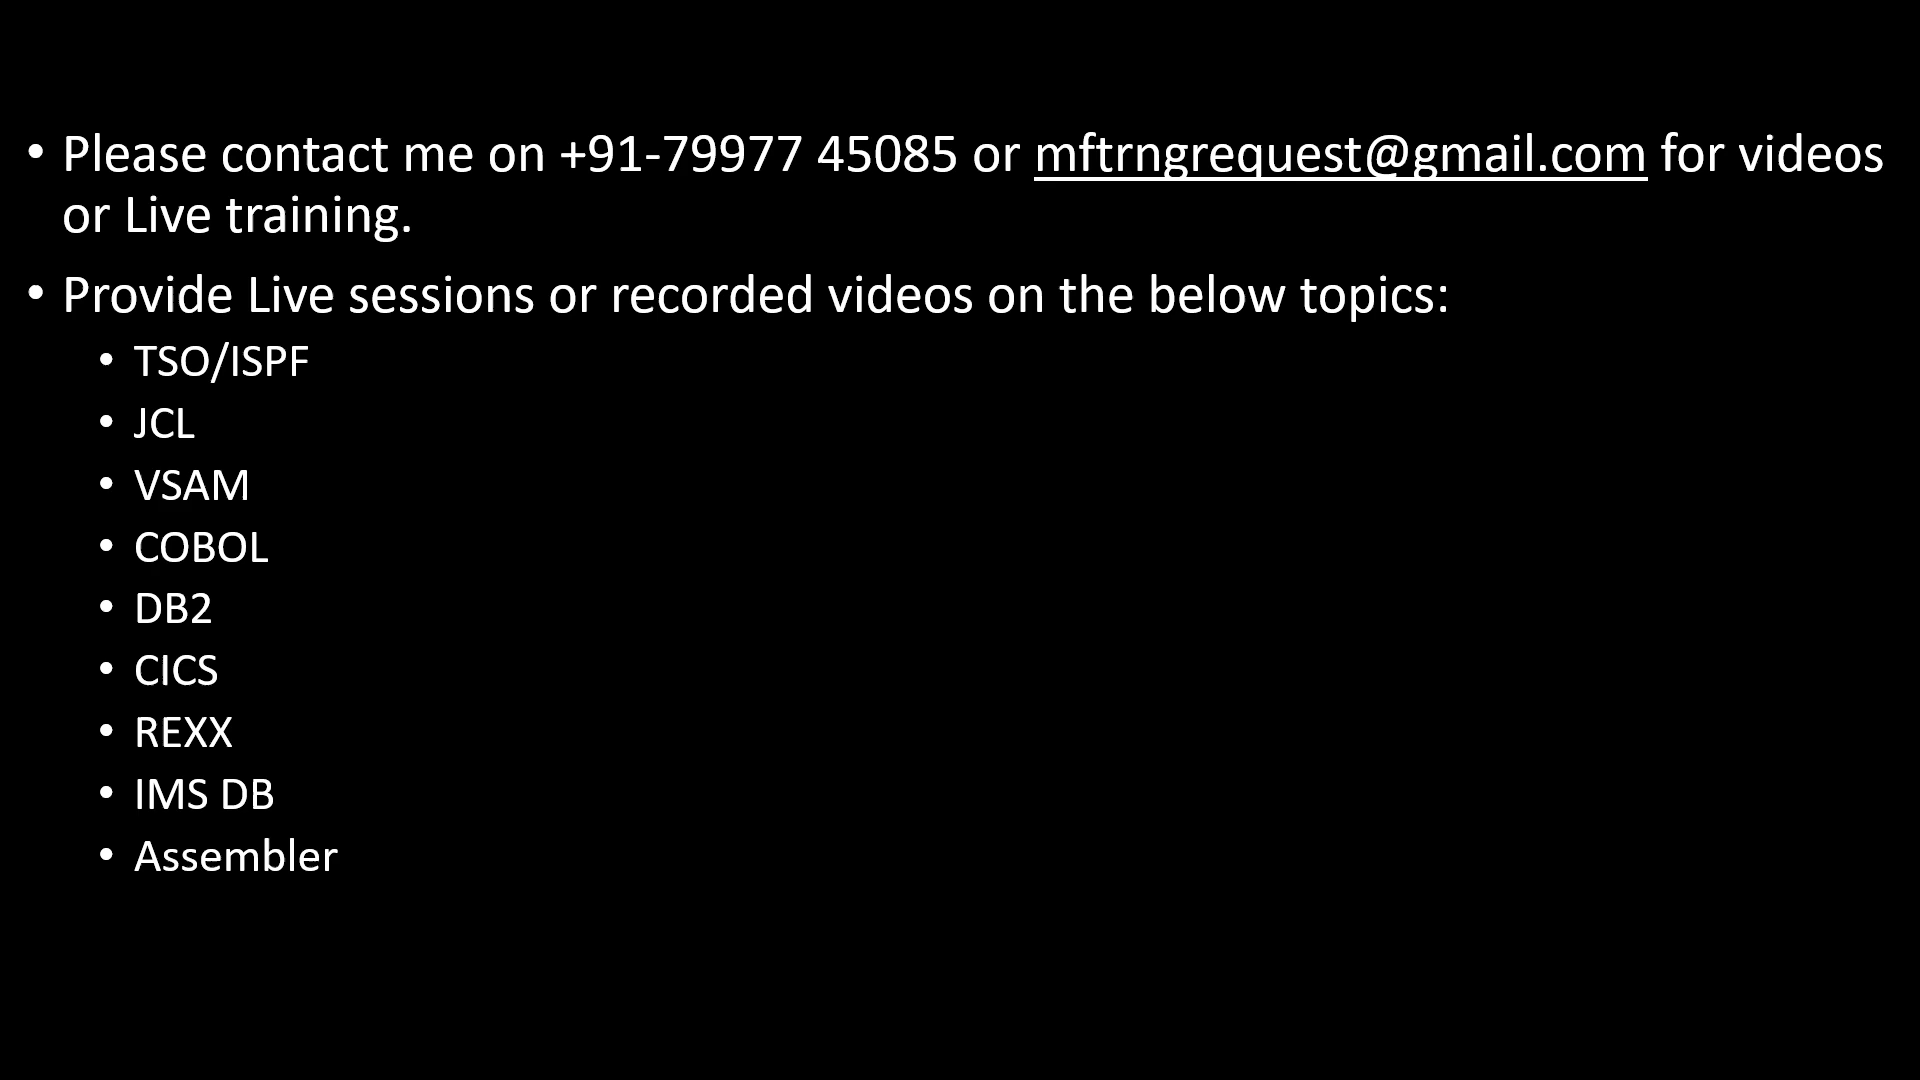 • Please contact me on +91-79977 45085 or mftrngrequest@gmail.com for videos
or Live training.
• Provide Live sessions or recorded videos on the below topics:
• TSO/ISPF
• JCL
• VSAM
• COBOL
• DB2
• CICS
• REXX
• IMS DB
• Assembler